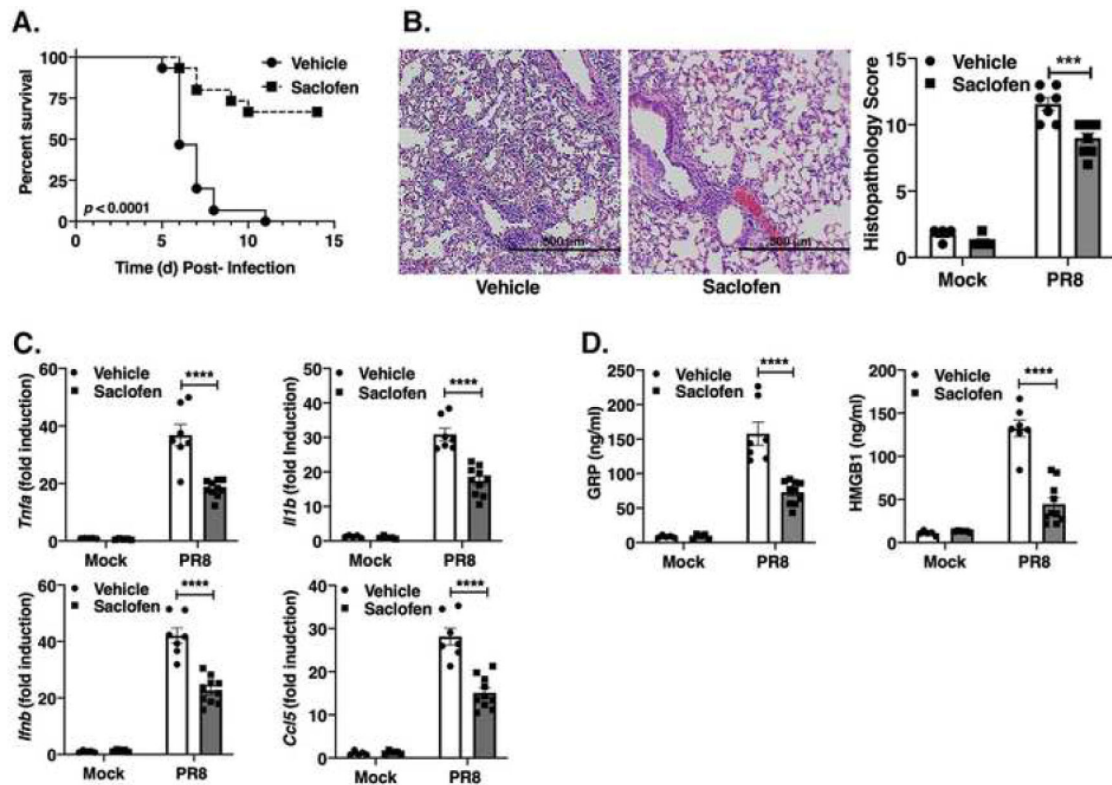 A.
Percent survival
100
75
50
25
0
Vehicle
Saclofen
p < 0.0001
0 5 10 15
Time (d) Post- Infection
B.
500 μm
Vehicle
500 μm
Saclofen
Histopathology Score
15
10
5
0
Vehicle
Saclofen
***
Mock PR8
C.
Tnfa (fold induction)
60
40
20
0
Vehicle
Saclofen
****
Mock PR8
Il1b (fold Induction)
50
40
30
20
10
0
Vehicle
Saclofen
****
Mock PR8
Ifnb (fold induction)
60
40
20
0
Vehicle
Saclofen
****
Mock PR8
Ccl5 (fold inudction)
40
30
20
10
0
Vehicle
Saclofen
****
Mock PR8
D.
GRP (ng/ml)
250
200
150
100
50
0
Vehicle
Saclofen
****
Mock PR8
HMGB1 (ng/ml)
200
150
100
50
0
Vehicle
Saclofen
****
Mock PR8